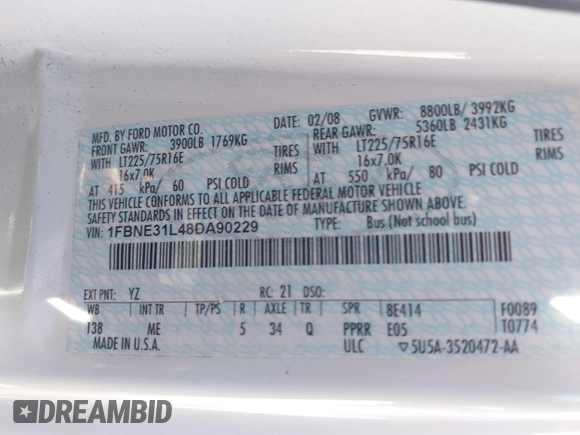 MFD. BY FORD MOTOR CO. DATE: 02/08 GVWR: 8800LB/ 3992KG
FRONT GAWR: 3900LB 1769KG REAR GAWR: 5360LB 2431KG
WITH LT225/75R16E TIRES WITH LT225/75R16E TIRES
16x7.0K RIMS 16x7.0K RIMS
AT 415 kPa/ 60 PSI COLD AT 550 kPa/ 80 PSI COLD
THIS VEHICLE CONFORMS TO ALL APPLICABLE FEDERAL MOTOR VEHICLE
SAFETY STANDARDS IN EFFECT ON THE DATE OF MANUFACTURE SHOWN ABOVE.
VIN: 1FBNE31L48DA90229 TYPE: Bus (Not school bus)
EXT PNT: YZ RC: 21 DSO:
WB INT TR TP/PS R AXLE TR SPR 8E414 F0089
138 ME 5 34 Q PPRR E05 T0774
MADE IN U.S.A. ULC ▽5U5A-3520472-AA
DREAMBID